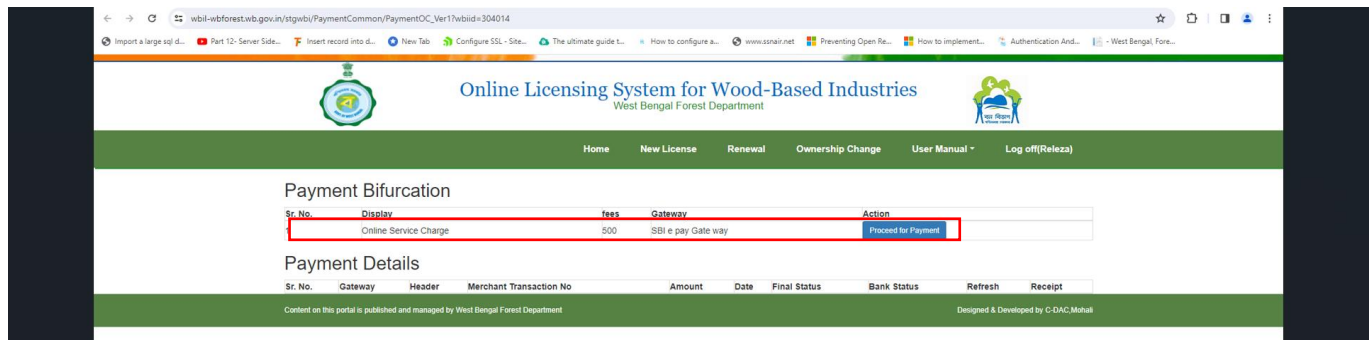 wbil-wbforest.wb.gov.in/stgwbi/PaymentCommon/PaymentOC_Ver1?wbiid=304014
Import a large sql d... Part 12- Server Side... Insert record into d... New Tab Configure SSL - Site... The ultimate guide t... How to configure a... www.ssnair.net Preventing Open Re... How to implement... Authentication And... - West Bengal, Fore...
Online Licensing System for Wood-Based Industries
West Bengal Forest Department
Home New License Renewal Ownership Change User Manual Log off(Releza)
Payment Bifurcation
Sr. No. Display fees Gateway Action
1 Online Service Charge 500 SBI e pay Gate way Proceed for Payment
Payment Details
Sr. No. Gateway Header Merchant Transaction No Amount Date Final Status Bank Status Refresh Receipt
Content on this portal is published and managed by West Bengal Forest Department Designed & Developed by C-DAC,Mohali